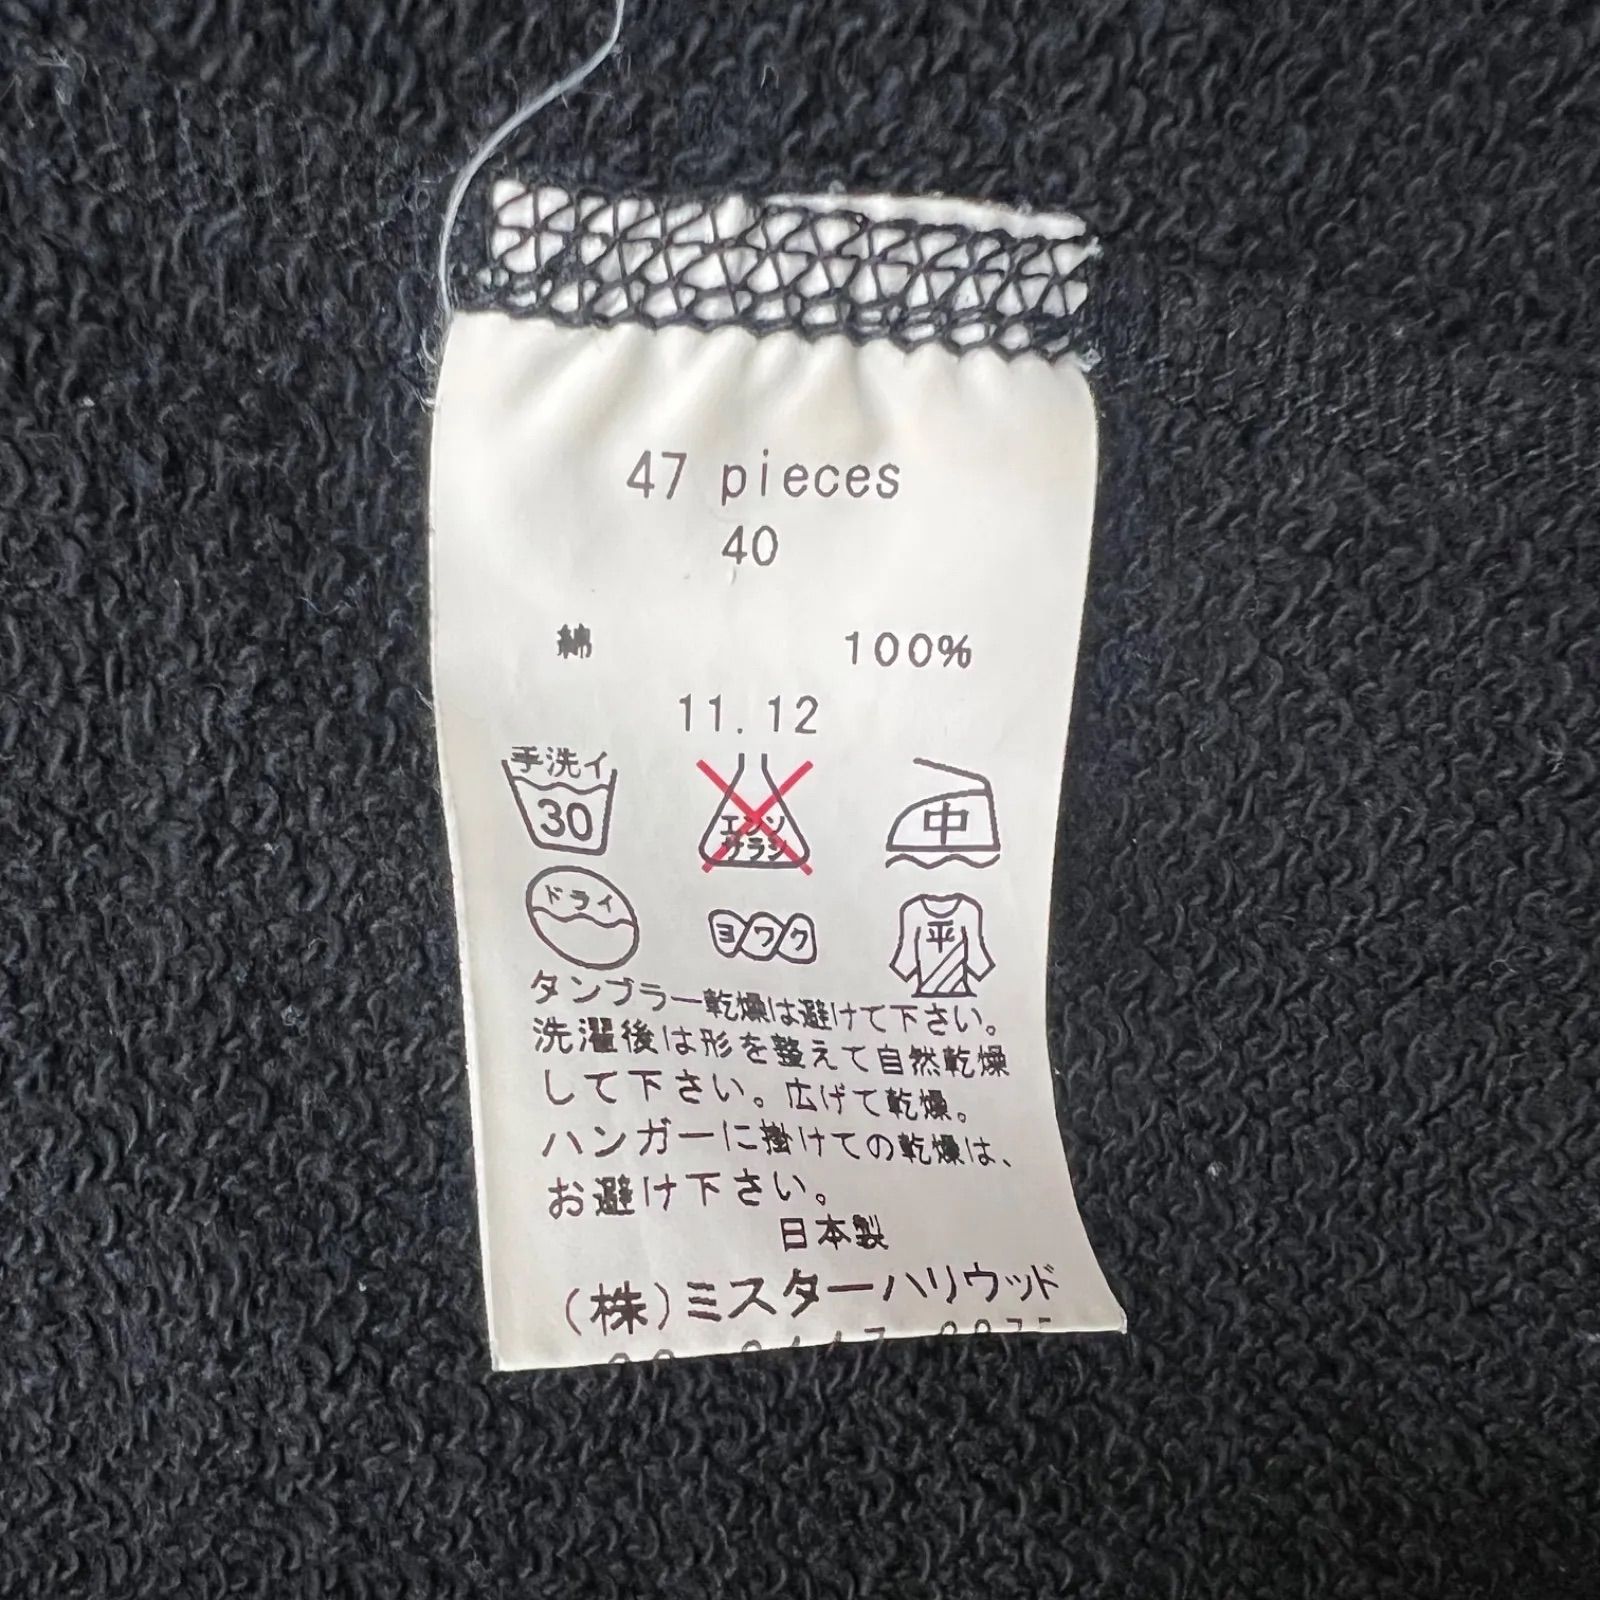 47 pieces
40
綿 100%
11.12
手洗イ
30
エンソ
サラシ
中
ドライ
ヨワク
平
タンブラー乾燥は避けて下さい。
洗濯後は形を整えて自然乾燥
して下さい。広げて乾燥。
ハンガーに掛けての乾燥は、
お避け下さい。
日本製
(株)ミスターハリウッド